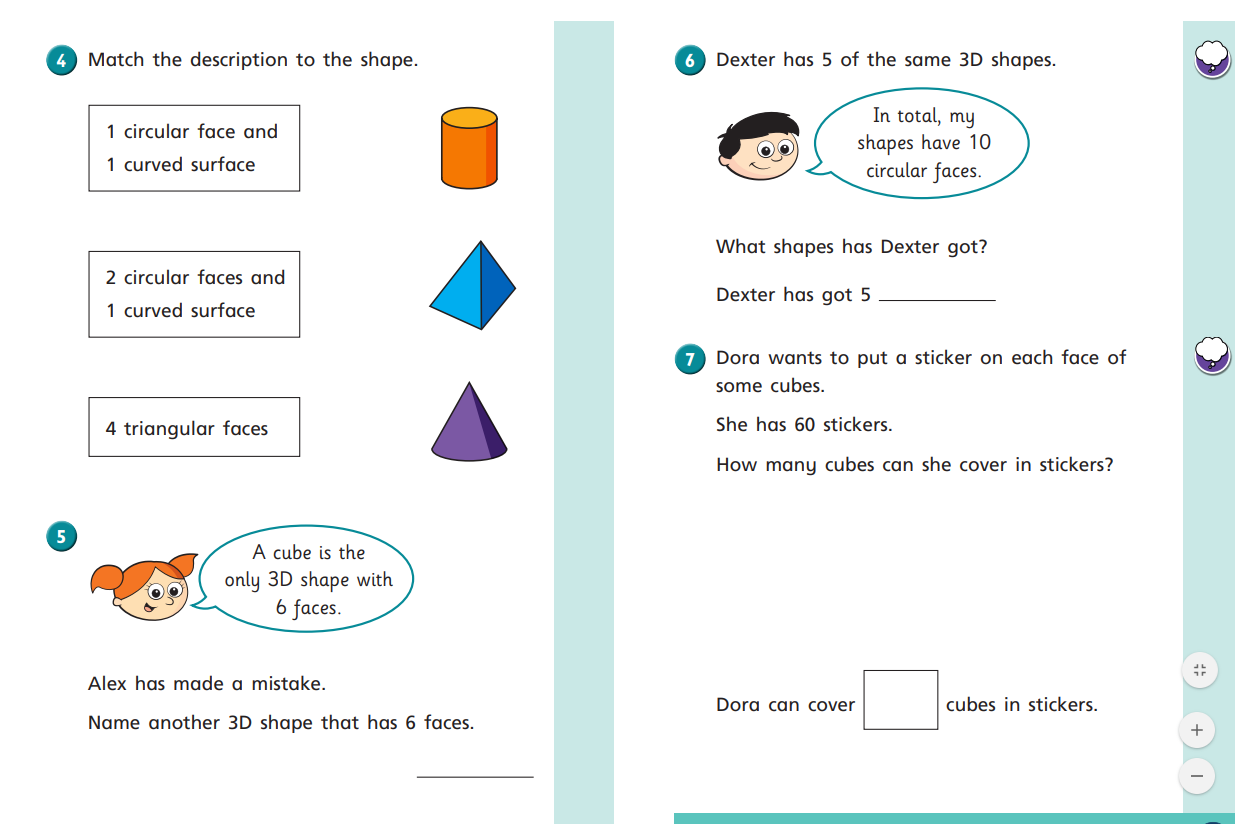 4 Match the description to the shape.
1 circular face and
1 curved surface
2 circular faces and
1 curved surface
4 triangular faces
5
A cube is the
only 3D shape with
6 faces.
Alex has made a mistake.
Name another 3D shape that has 6 faces.
6 Dexter has 5 of the same 3D shapes.
In total, my
shapes have 10
circular faces.
What shapes has Dexter got?
Dexter has got 5
7 Dora wants to put a sticker on each face of
some cubes.
She has 60 stickers.
How many cubes can she cover in stickers?
Dora can cover cubes in stickers.